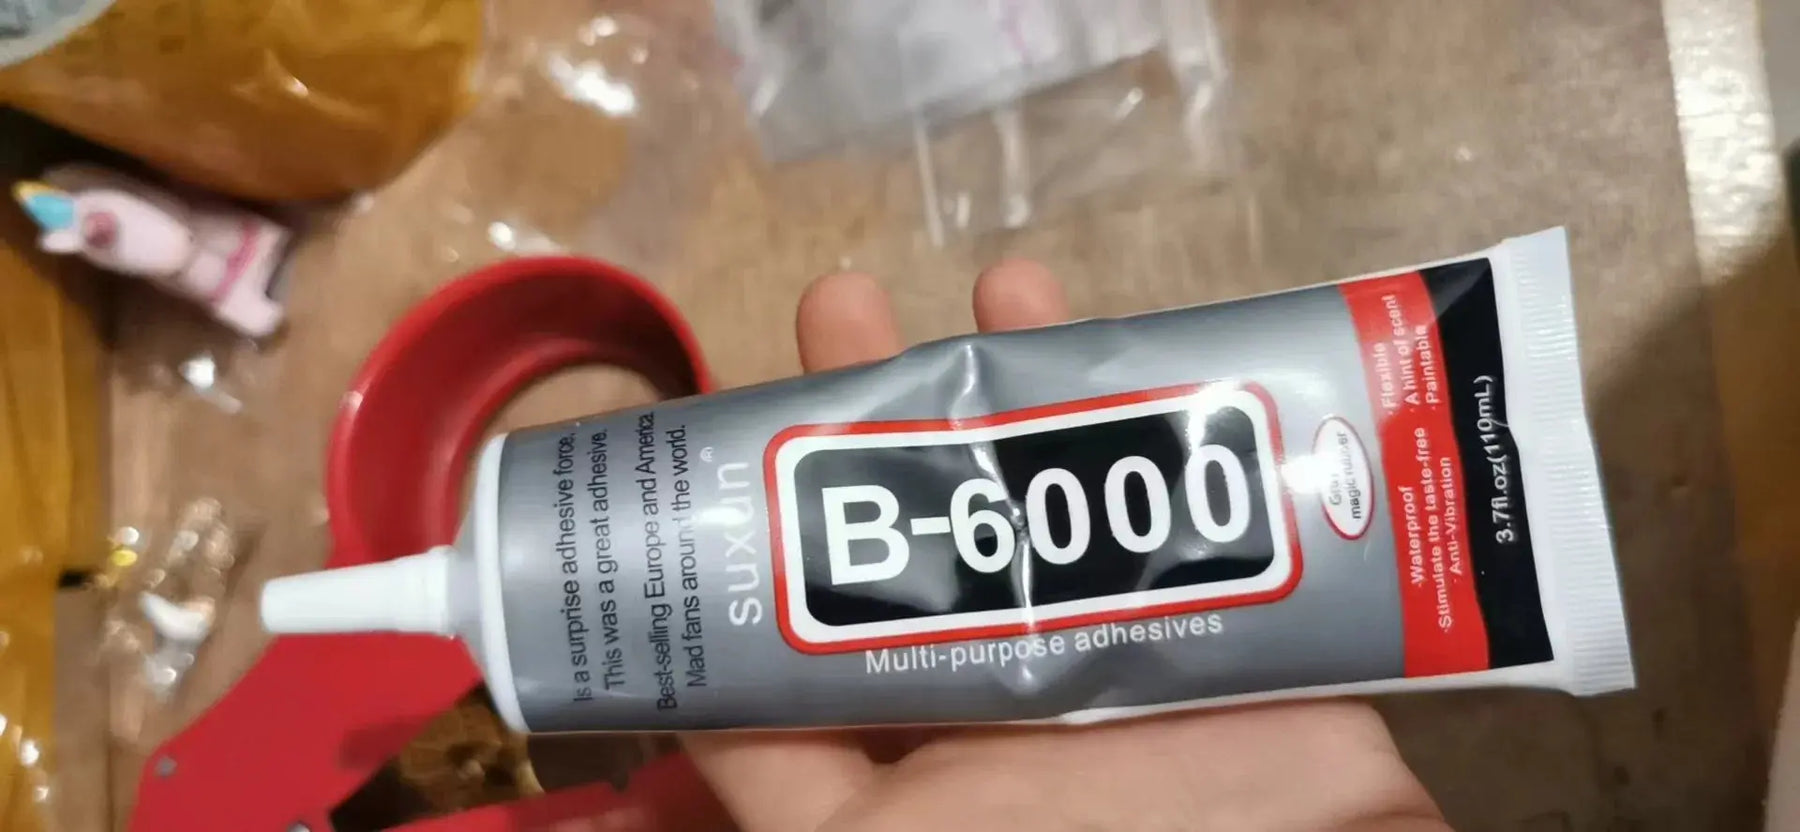 Is a surprise adhesive force,
This was a great adhesive.
Best-selling Europe and America
Mad fans around the world.
suxun®
B-6000
Multi-purpose adhesives
magic
·Waterproof ·Flexible
·Stimulate the taste-free ·A hint of scent
·Anti-Vibration ·Paintable
3.7fl.oz(110mL)